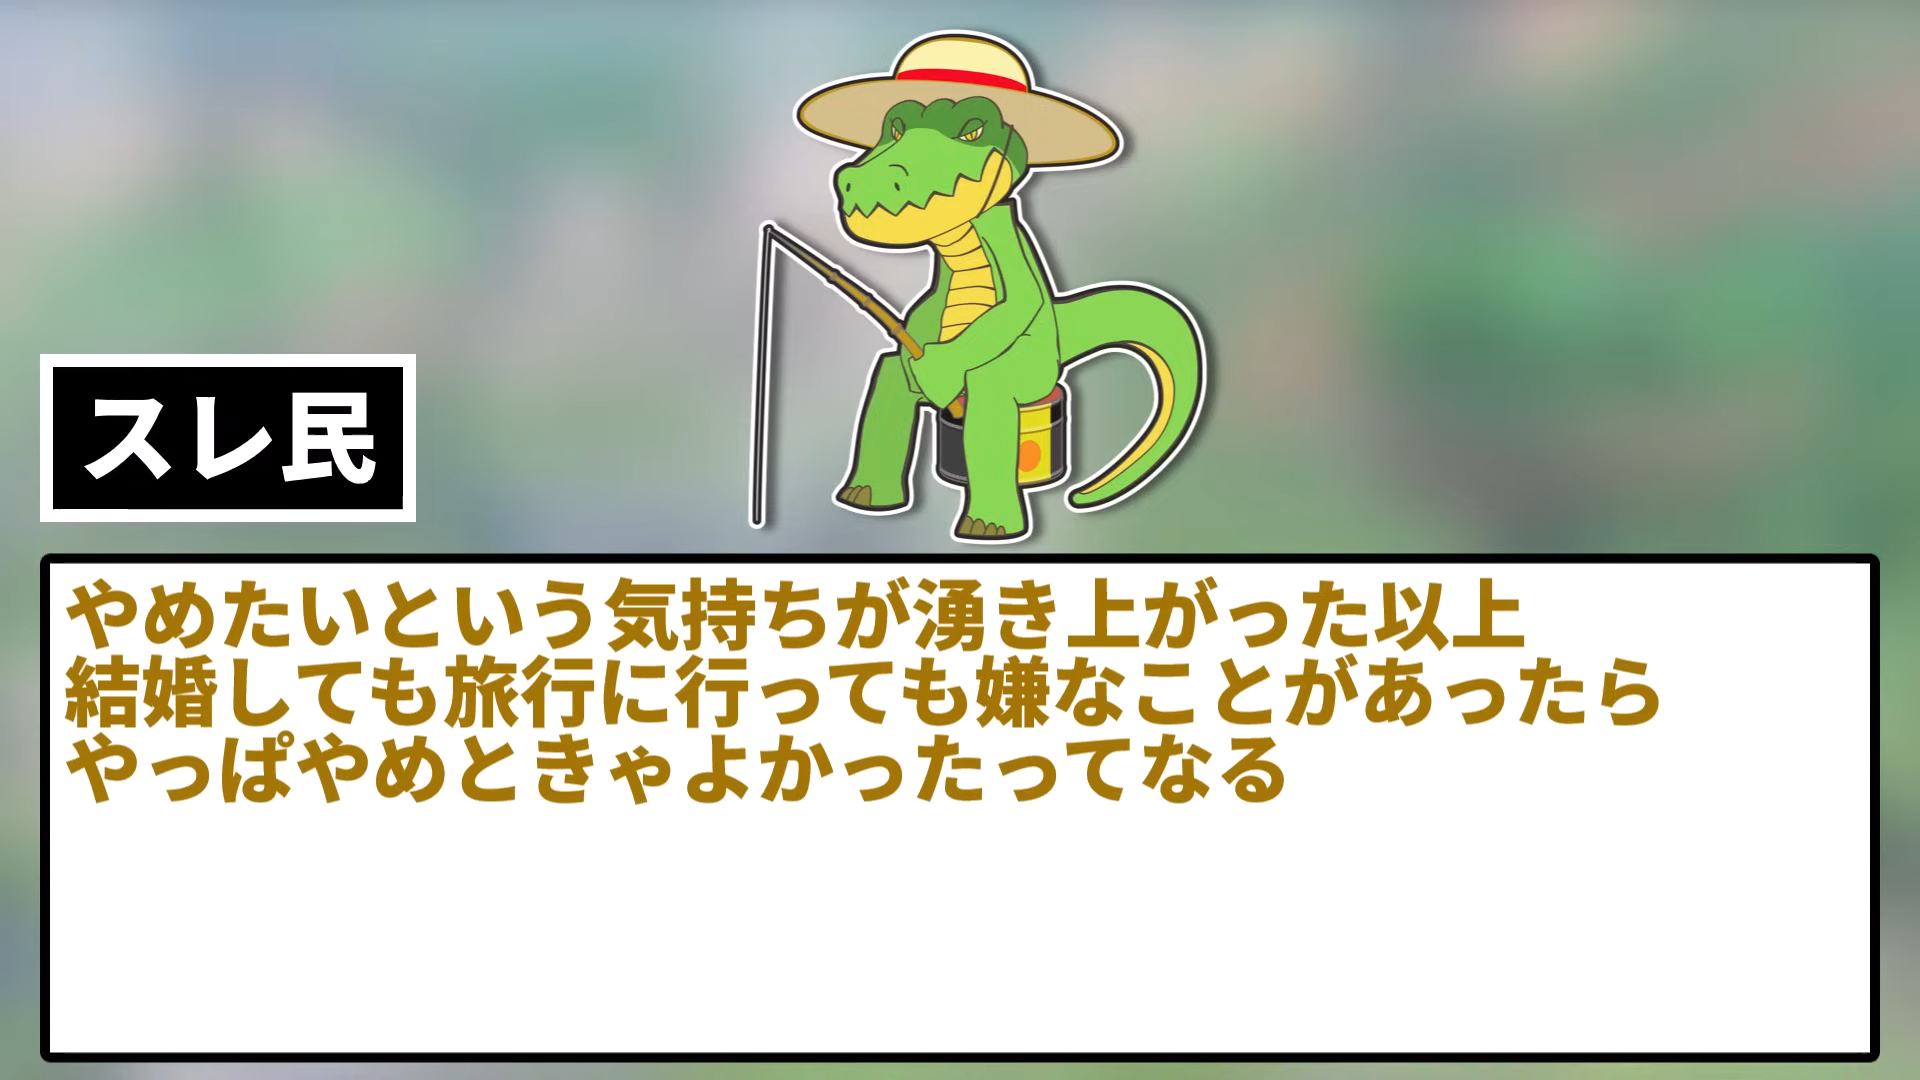 スレ民
やめたいという気持ちが湧き上がった以上
結婚しても旅行に行っても嫌なことがあったら
やっぱやめときゃよかったってなる